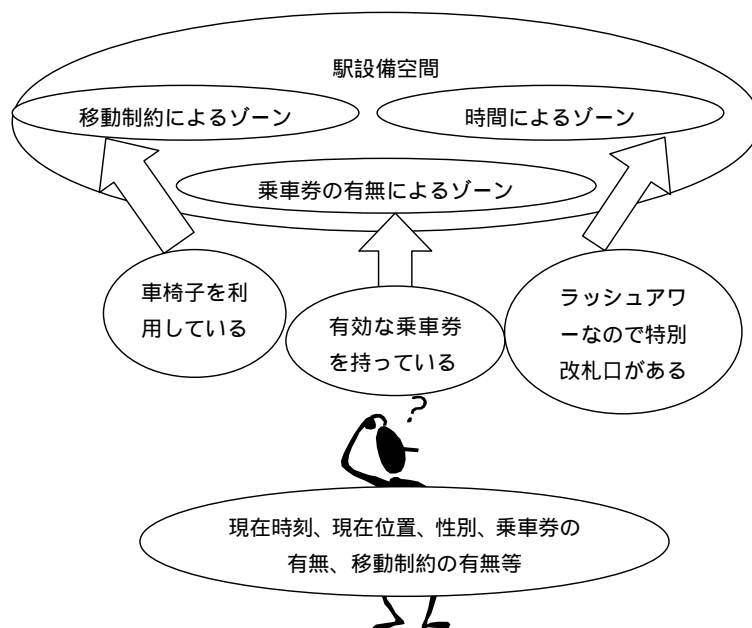 駅設備空間
移動制約によるゾーン
時間によるゾーン
乗車券の有無によるゾーン
車椅子を利
用している
有効な乗車券
を持っている
ラッシュアワ
ーなので特別
改札口がある
?
現在時刻、現在位置、性別、乗車券の
有無、移動制約の有無等